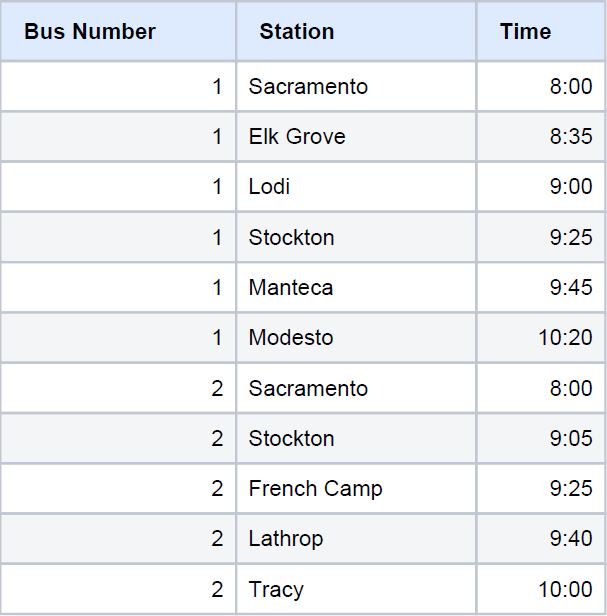 Bus Number Station Time
1 Sacramento 8:00
1 Elk Grove 8:35
1 Lodi 9:00
1 Stockton 9:25
1 Manteca 9:45
1 Modesto 10:20
2 Sacramento 8:00
2 Stockton 9:05
2 French Camp 9:25
2 Lathrop 9:40
2 Tracy 10:00